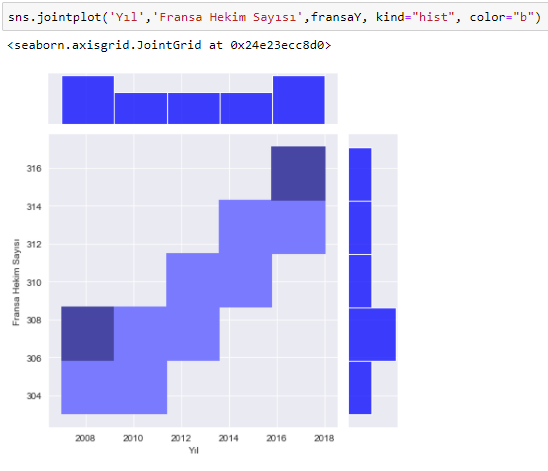 sns.jointplot('Yıl','Fransa Hekim Sayısı',fransaY, kind="hist", color="b")
<seaborn.axisgrid.JointGrid at 0x24e23ecc8d0>
316
314
312
310
308
306
304
Fransa Hekim Sayısı
2008 2010 2012 2014 2016 2018
Yıl